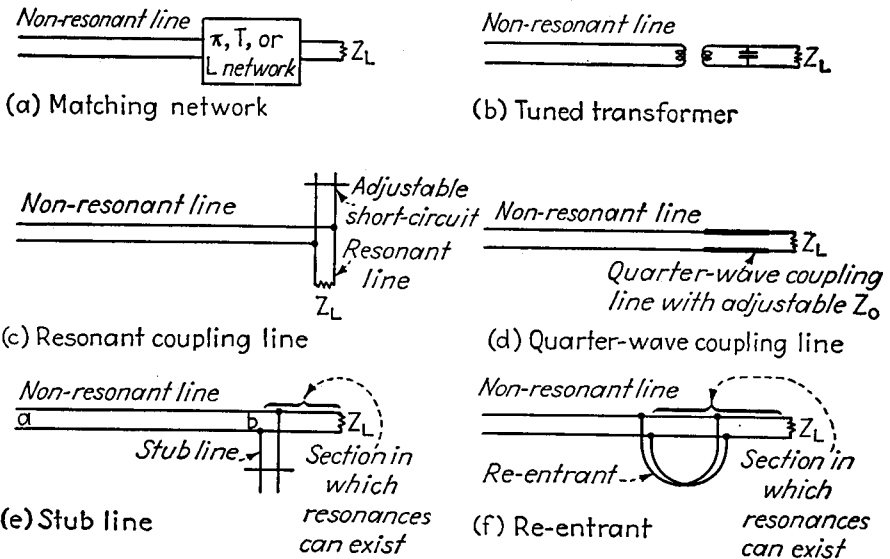 Non-resonant line
π, T, or
L network
Z_L
(a) Matching network
Non-resonant line
Z_L
(b) Tuned transformer
Non-resonant line
Adjustable
short-circuit
Resonant
line
Z_L
(c) Resonant coupling line
Non-resonant line
Z_L
Quarter-wave coupling
line with adjustable Z_o
(d) Quarter-wave coupling line
Non-resonant line
a
b
Z_L
Stub line
Section in
which
resonances
can exist
(e) Stub line
Non-resonant line
Z_L
Re-entrant
Section in
which
resonances
can exist
(f) Re-entrant